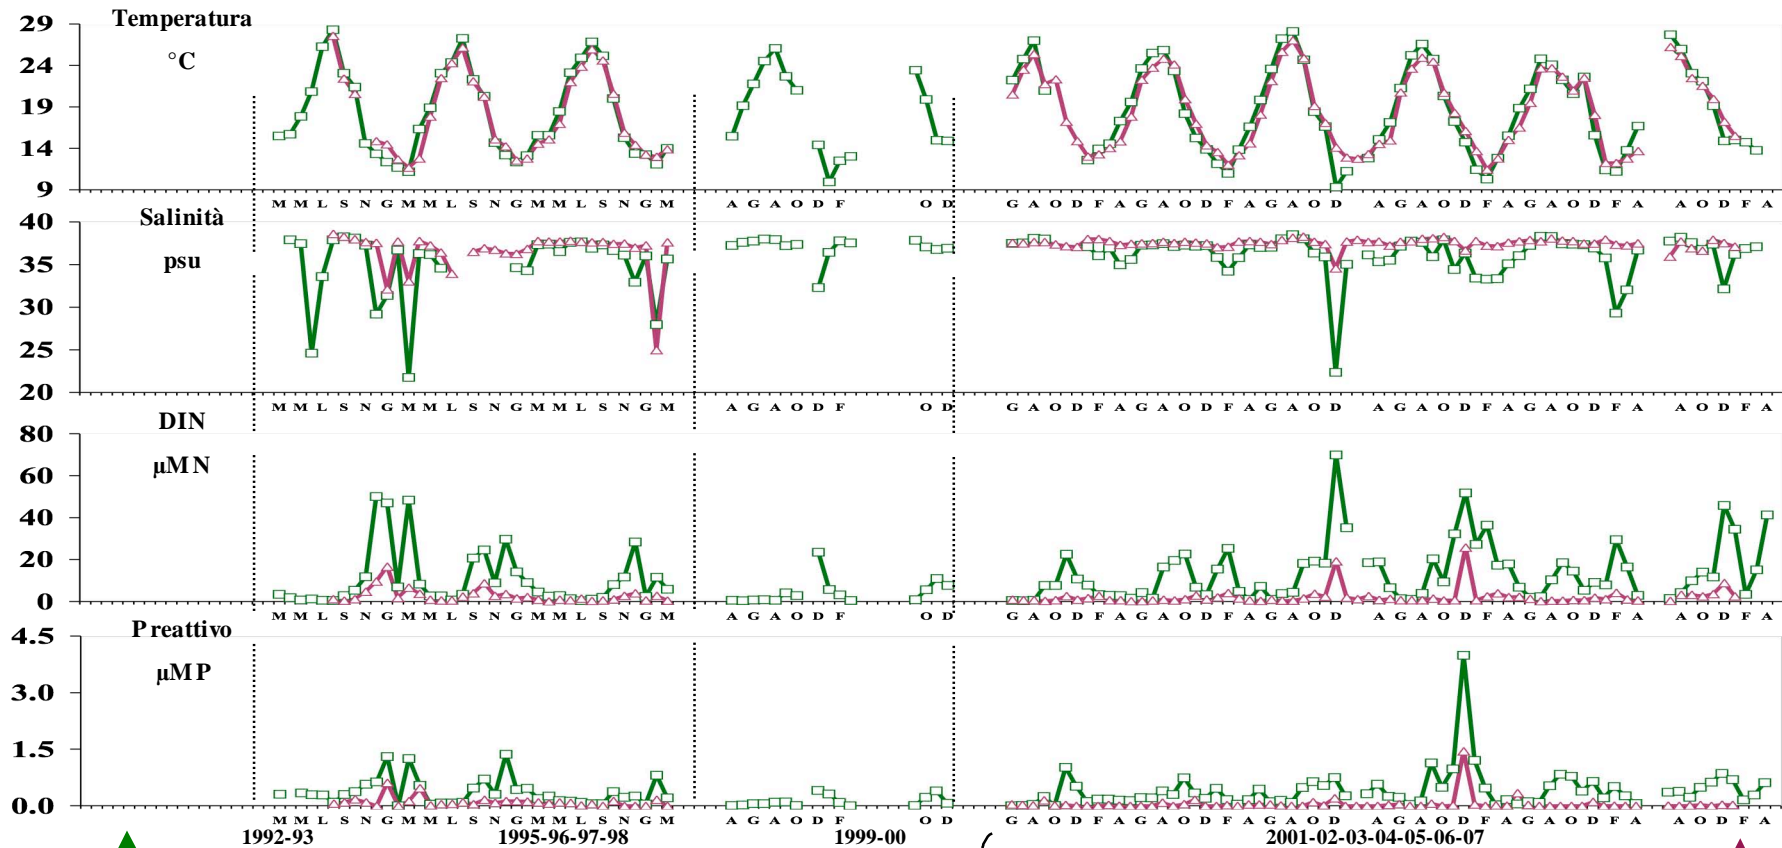 Temperatura
°C
29
24
19
14
9
M M L S N G M M L S N G M M L S N G M A G A O D F O D G A O D F A G A O D F A G A O D A G A O D F A G A O D F A A O D F A
Salinità
psu
40
35
30
25
20
M M L S N G M M L S N G M M L S N G M A G A O D F O D G A O D F A G A O D F A G A O D A G A O D F A G A O D F A A O D F A
DIN
µM N
80
60
40
20
0
M M L S N G M M L S N G M M L S N G M A G A O D F O D G A O D F A G A O D F A G A O D A G A O D F A G A O D F A A O D F A
P reattivo
µM P
4.5
3.0
1.5
0.0
M M L S N G M M L S N G M M L S N G M A G A O D F O D G A O D F A G A O D F A G A O D A G A O D F A G A O D F A A O D F A
1992-93 1995-96-97-98 1999-00 2001-02-03-04-05-06-07